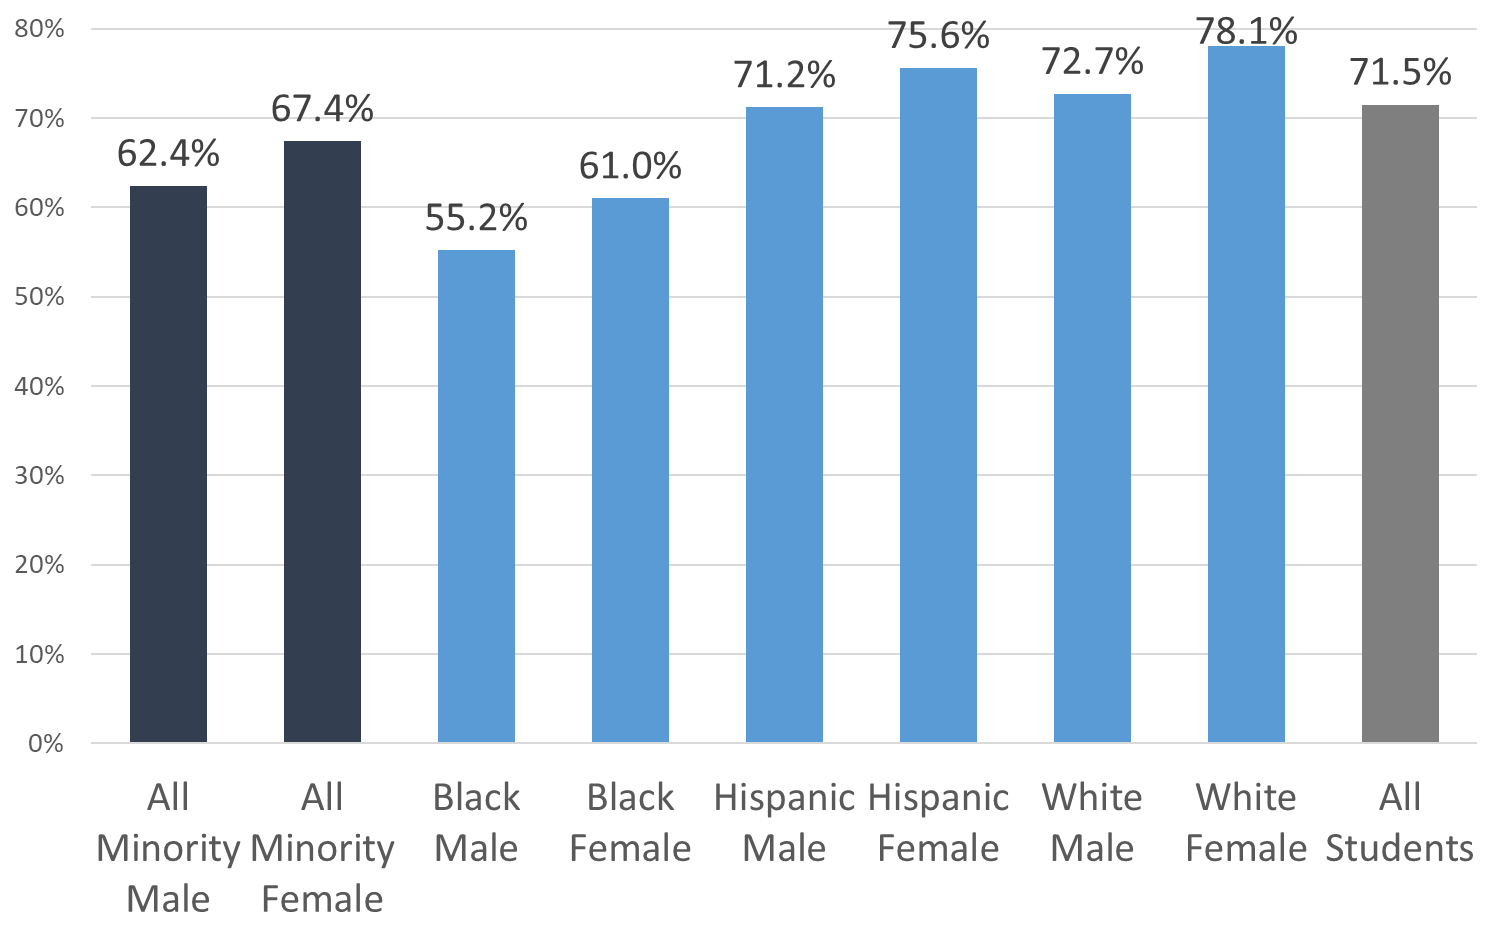 80%
70%
60%
50%
40%
30%
20%
10%
0%
62.4%
67.4%
55.2%
61.0%
71.2%
75.6%
72.7%
78.1%
71.5%
All
Minority
Male
All
Minority
Female
Black
Male
Black
Female
Hispanic
Male
Hispanic
Female
White
Male
White
Female
All
Students